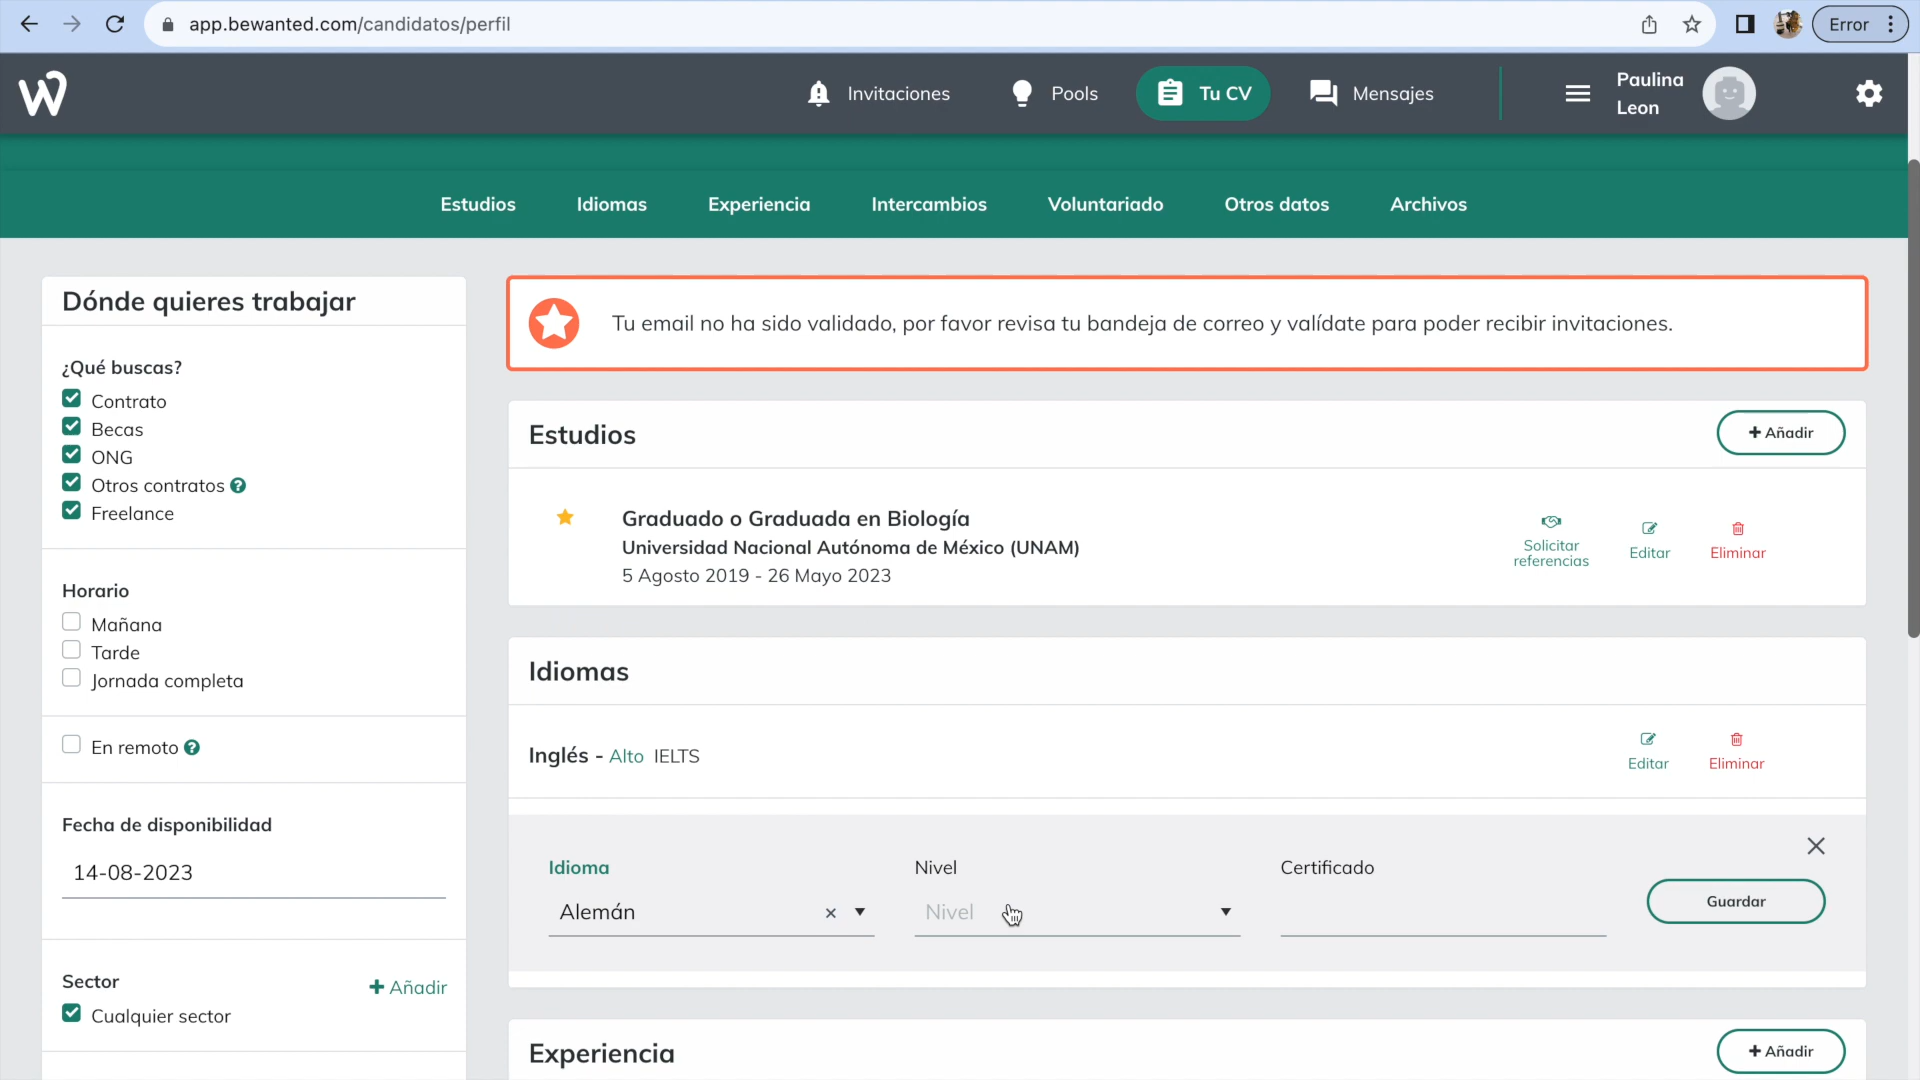 app.bewanted.com/candidatos/perfil
Error
Invitaciones
Pools
Tu CV
Mensajes
Paulina
Leon
Estudios
Idiomas
Experiencia
Intercambios
Voluntariado
Otros datos
Archivos
Dónde quieres trabajar
¿Qué buscas?
Contrato
Becas
ONG
Otros contratos
Freelance
Horario
Mañana
Tarde
Jornada completa
En remoto
Fecha de disponibilidad
14-08-2023
Sector
+ Añadir
Cualquier sector
Tu email no ha sido validado, por favor revisa tu bandeja de correo y valídate para poder recibir invitaciones.
Estudios
+ Añadir
Graduado o Graduada en Biología
Universidad Nacional Autónoma de México (UNAM)
5 Agosto 2019 - 26 Mayo 2023
Solicitar
referencias
Editar
Eliminar
Idiomas
Inglés - Alto IELTS
Editar
Eliminar
Idioma
Nivel
Certificado
Alemán
Nivel
Guardar
Experiencia
+ Añadir